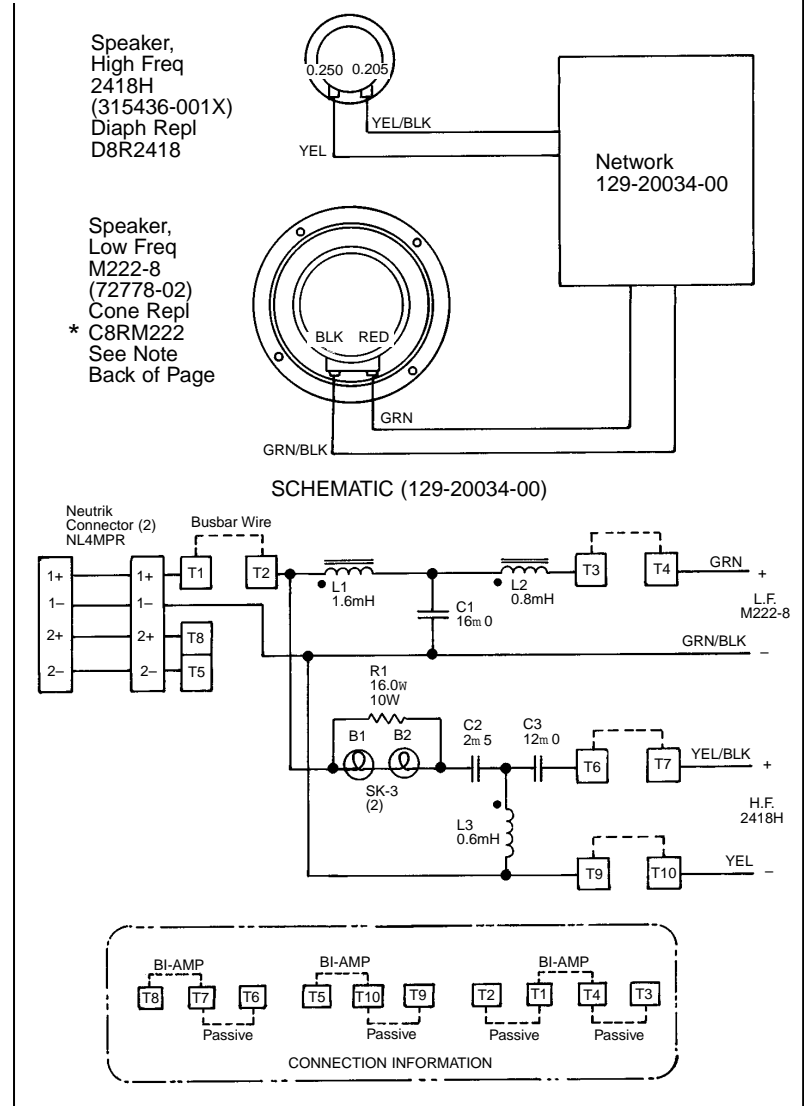 Speaker,
High Freq
2418H
(315436-001X)
Diaph Repl
D8R2418
0.250 0.205
YEL/BLK
YEL
Network
129-20034-00
Speaker,
Low Freq
M222-8
(72778-02)
Cone Repl
* C8RM222
See Note
Back of Page
BLK RED
GRN
GRN/BLK
SCHEMATIC (129-20034-00)
Neutrik
Connector (2)
NL4MPR
Busbar Wire
1+ 1+ T1 T2
1– 1–
2+ 2+ T8
2– 2– T5
L1
1.6mH
C1
16m 0
L2
0.8mH
T3 T4
GRN +
L.F.
M222-8
GRN/BLK –
R1
16.0w
10W
B1 B2
SK-3
(2)
C2
2m 5
C3
12m 0
L3
0.6mH
T6 T7
YEL/BLK +
H.F.
2418H
T9 T10
YEL –
BI-AMP BI-AMP BI-AMP
T8 T7 T6 T5 T10 T9 T2 T1 T4 T3
Passive Passive Passive Passive
CONNECTION INFORMATION